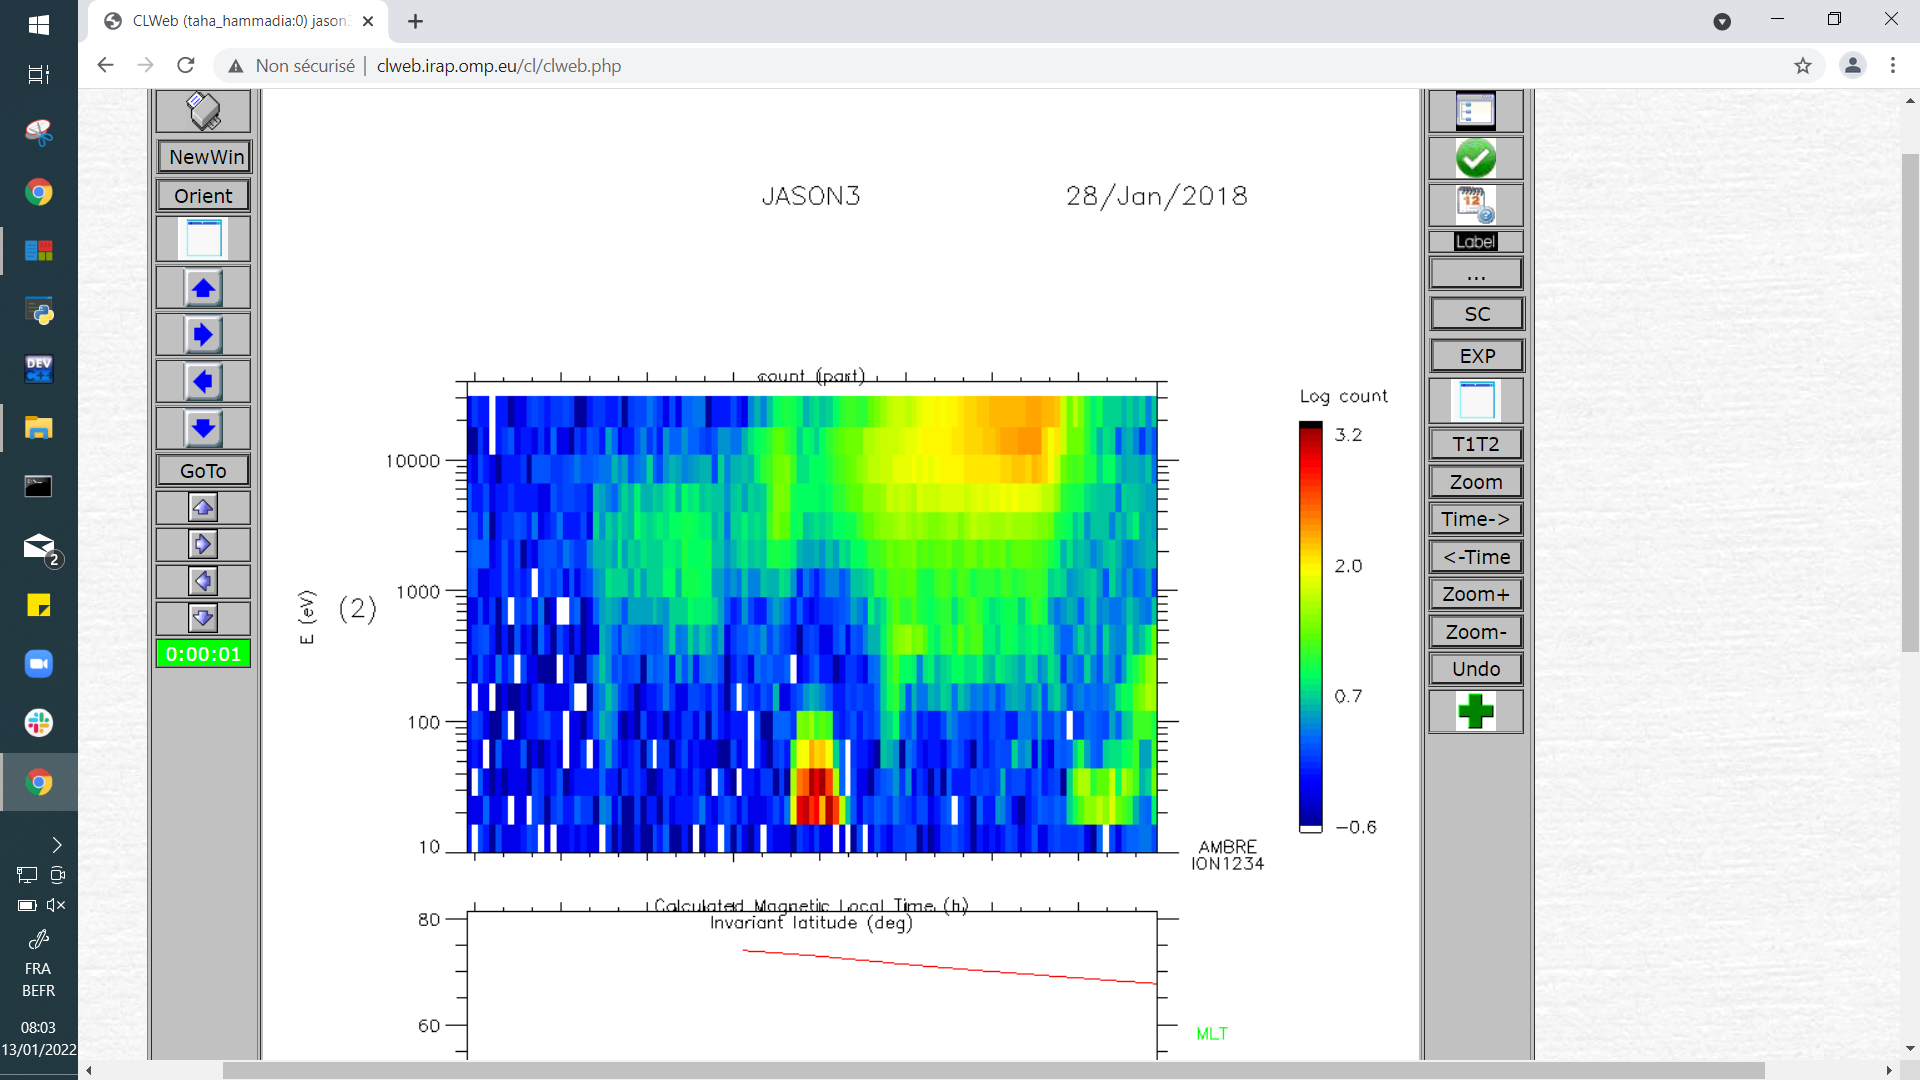 CLWeb (taha_hammadia:0) jason3
Non sécurisé
clweb.irap.omp.eu/cl/clweb.php
NewWin
Orient
GoTo
0:00:01
JASON3
28/Jan/2018
count (part)
10000
1000
100
10
E (eV)
(2)
Log count
3.2
2.0
0.7
−0.6
AMBRE
ION1234
Calculated Magnetic Local Time (h)
Invariant latitude (deg)
80
60
MLT
12
Label
...
SC
EXP
T1T2
Zoom
Time->
<-Time
Zoom+
Zoom-
Undo
DEV
C++
2
FRA
BEFR
08:03
13/01/2022